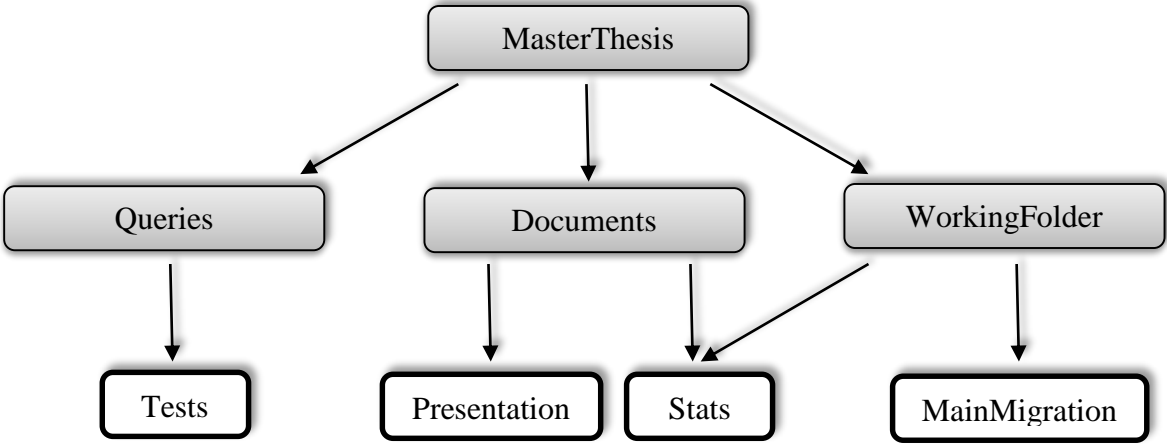 MasterThesis
Queries
Documents
WorkingFolder
Tests
Presentation
Stats
MainMigration